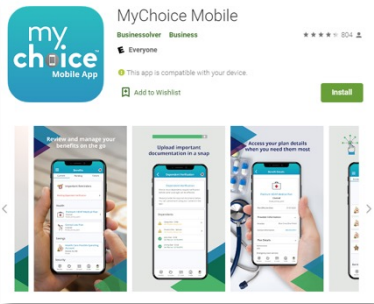 my
choice™
Mobile App
MyChoice Mobile
Businessolver Business
804
Everyone
This app is compatible with your device.
Add to Wishlist
Install
Review and manage your
benefits on the go
Upload important
documentation in a snap
Access your plan details
when you need them most